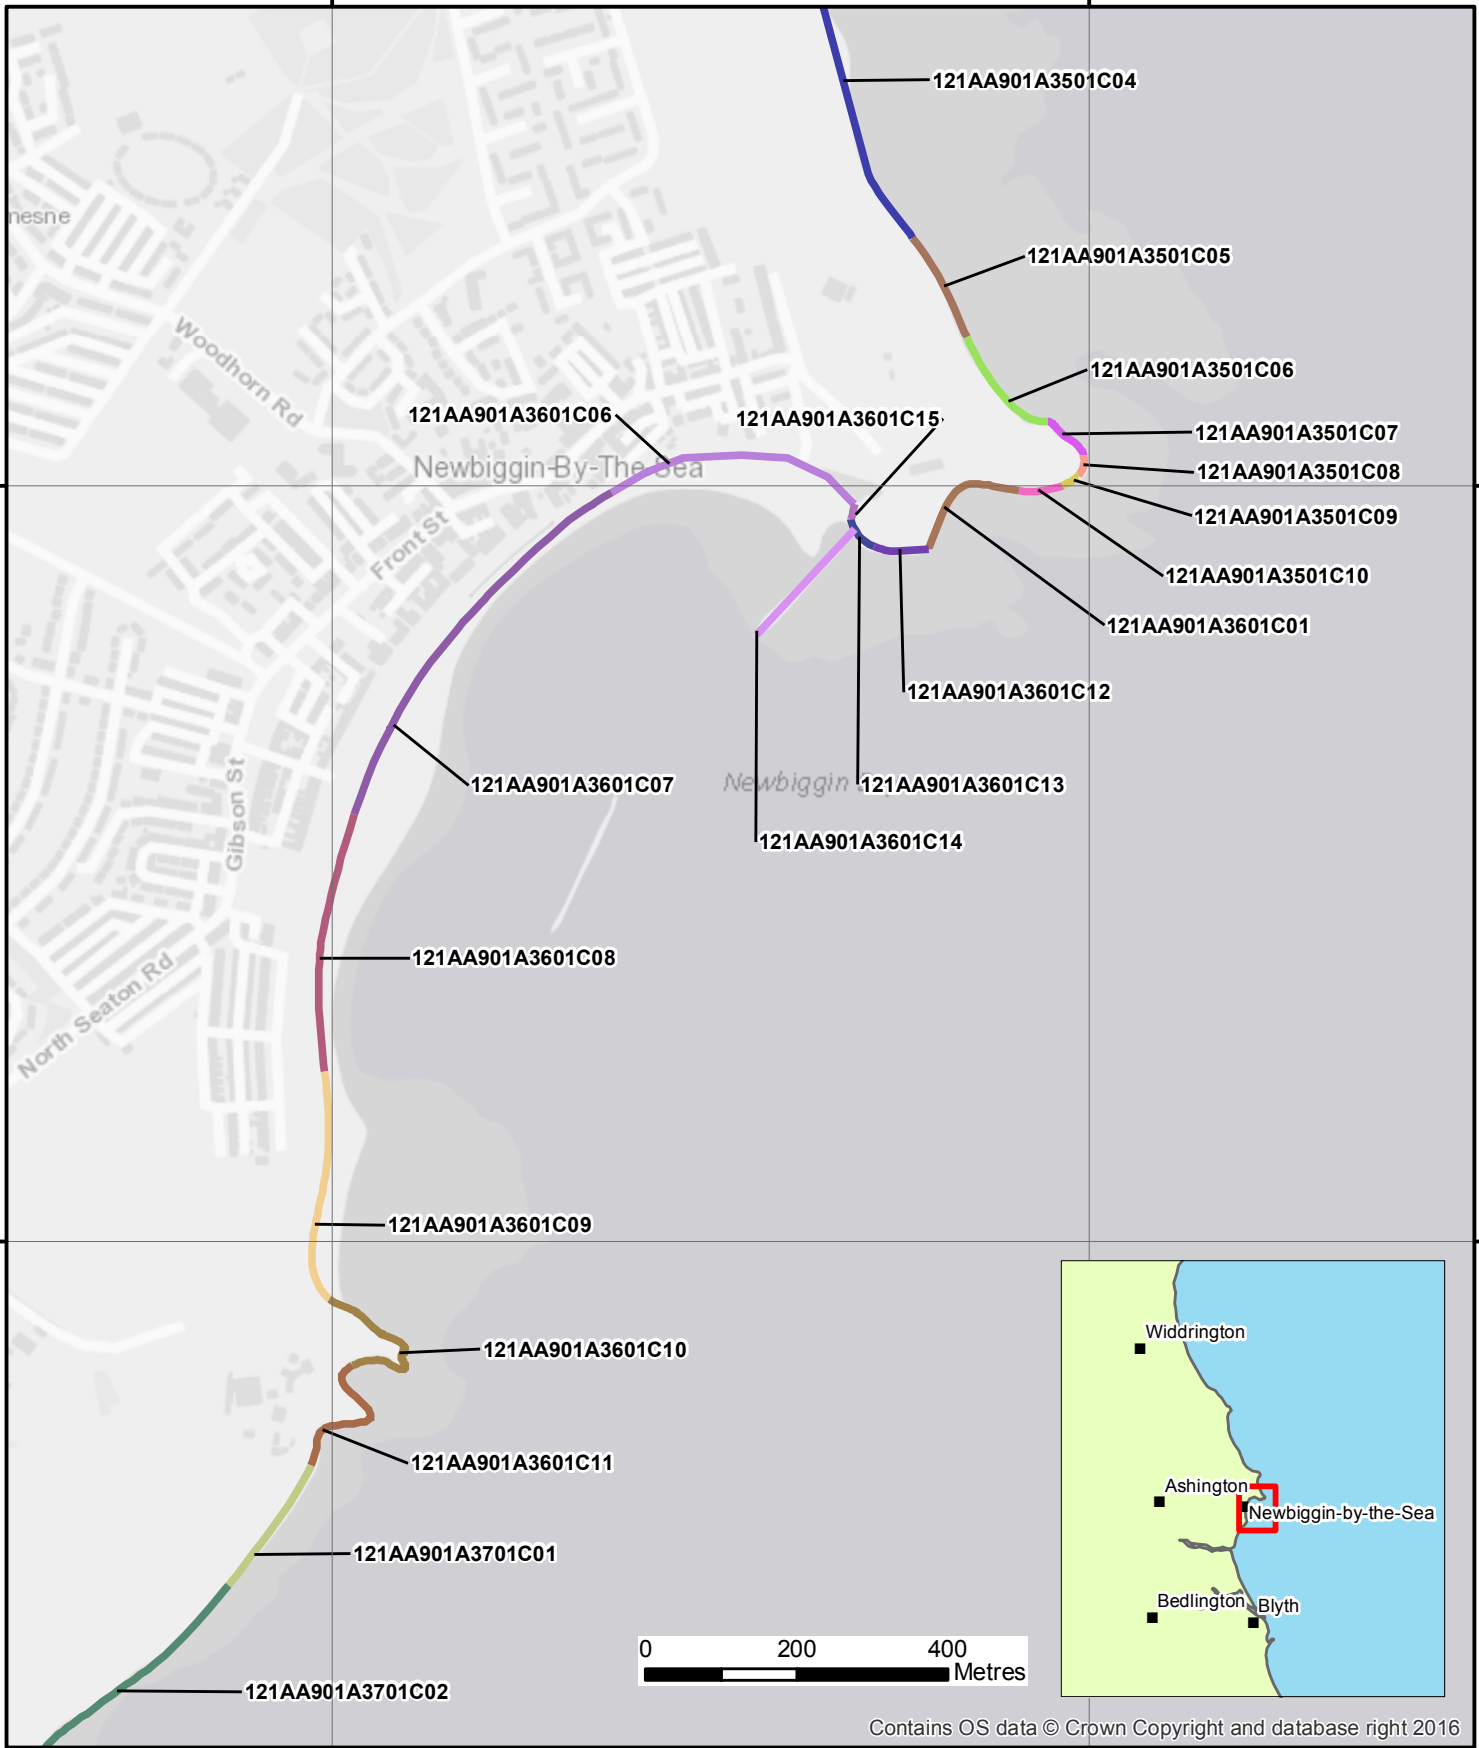 121AA901A3501C04
nesne
121AA901A3501C05
Woodhorn Rd
121AA901A3501C06
121AA901A3601C06
121AA901A3601C15
121AA901A3501C07
Newbiggin-By-The-Sea
121AA901A3501C08
121AA901A3501C09
Front St
121AA901A3501C10
121AA901A3601C01
121AA901A3601C12
Newbiggin
121AA901A3601C07
121AA901A3601C13
Gibson St
121AA901A3601C14
121AA901A3601C08
North Seaton Rd
121AA901A3601C09
121AA901A3601C10
121AA901A3601C11
121AA901A3701C01
121AA901A3701C02
Widdrington
Ashington
Newbiggin-by-the-Sea
Bedlington
Blyth
0 200 400
Metres
Contains OS data © Crown Copyright and database right 2016